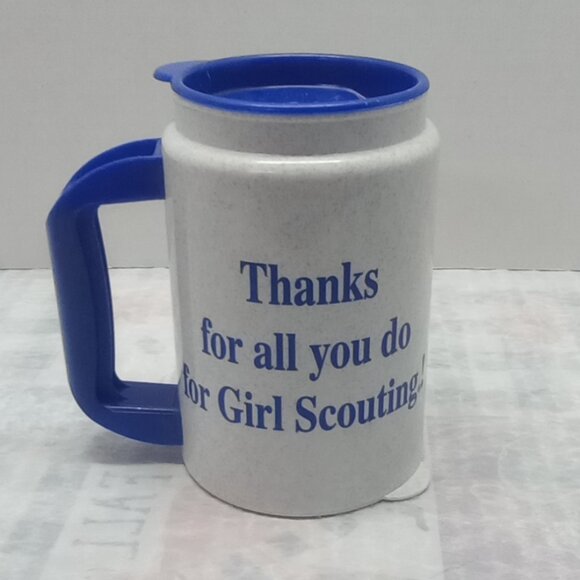 Thanks
for all you do
for Girl Scouting!